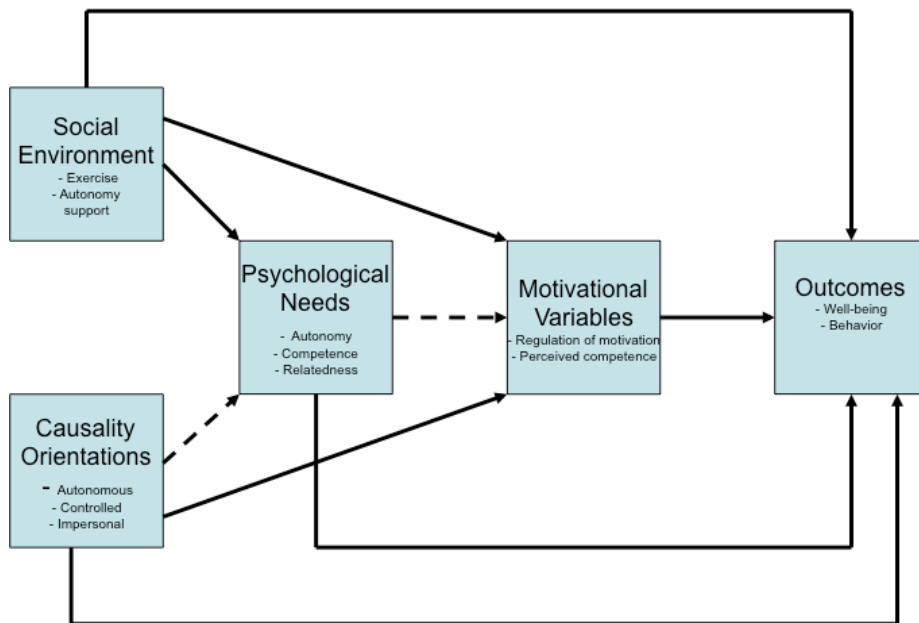 Social
Environment
- Exercise
- Autonomy
support
Psychological
Needs
- Autonomy
- Competence
- Relatedness
Motivational
Variables
- Regulation of motivation
- Perceived competence
Outcomes
- Well-being
- Behavior
Causality
Orientations
- Autonomous
- Controlled
- Impersonal